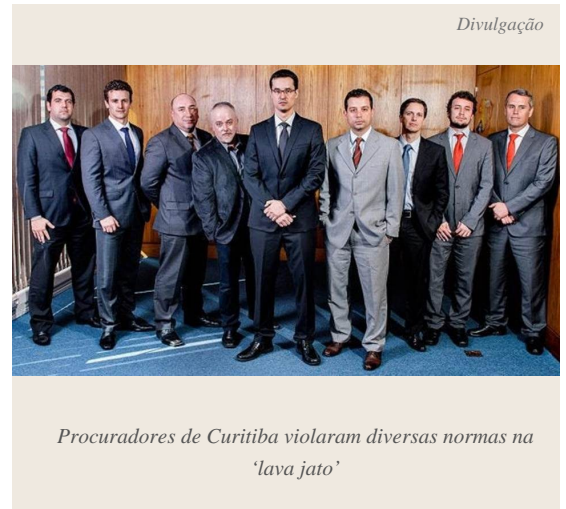 Divulgação
Procuradores de Curitiba violaram diversas normas na
‘lava jato’